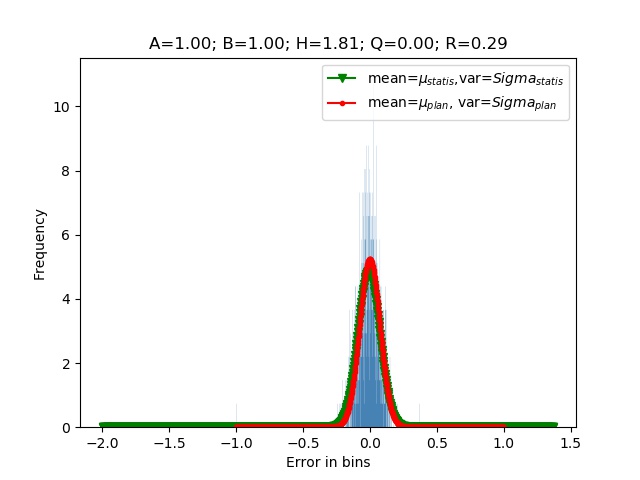 A=1.00; B=1.00; H=1.81; Q=0.00; R=0.29
mean=μstatis,var=Sigmastatis
mean=μplan, var=Sigmaplan
10
8
6
4
2
0
Frequency
−2.0 −1.5 −1.0 −0.5 0.0 0.5 1.0 1.5
Error in bins